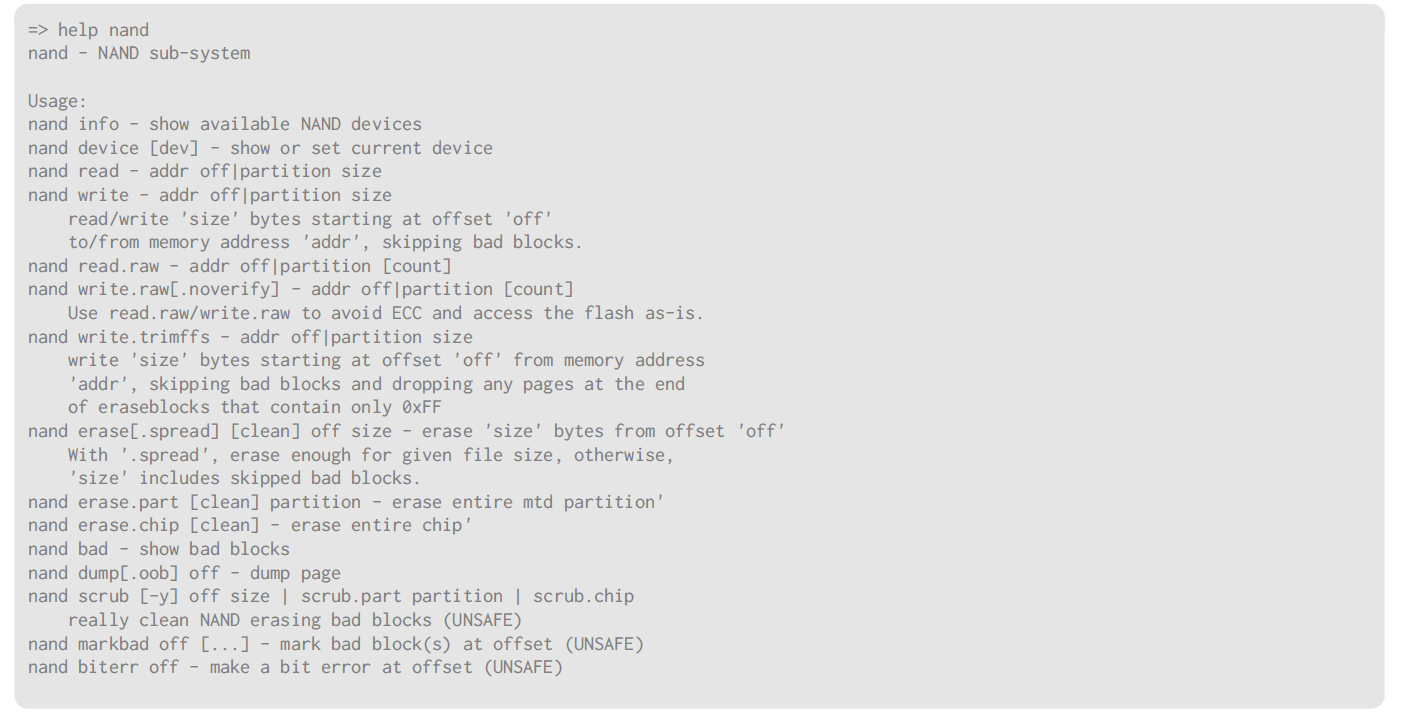 => help nand
nand - NAND sub-system
Usage:
nand info - show available NAND devices
nand device [dev] - show or set current device
nand read - addr off|partition size
nand write - addr off|partition size
read/write 'size' bytes starting at offset 'off'
to/from memory address 'addr', skipping bad blocks.
nand read.raw - addr off|partition [count]
nand write.raw[.noverify] - addr off|partition [count]
Use read.raw/write.raw to avoid ECC and access the flash as-is.
nand write.trimffs - addr off|partition size
write 'size' bytes starting at offset 'off' from memory address
'addr', skipping bad blocks and dropping any pages at the end
of eraseblocks that contain only 0xFF
nand erase[.spread] [clean] off size - erase 'size' bytes from offset 'off'
With '.spread', erase enough for given file size, otherwise,
'size' includes skipped bad blocks.
nand erase.part [clean] partition - erase entire mtd partition'
nand erase.chip [clean] - erase entire chip'
nand bad - show bad blocks
nand dump[.oob] off - dump page
nand scrub [-y] off size | scrub.part partition | scrub.chip
really clean NAND erasing bad blocks (UNSAFE)
nand markbad off [...] - mark bad block(s) at offset (UNSAFE)
nand biterr off - make a bit error at offset (UNSAFE)